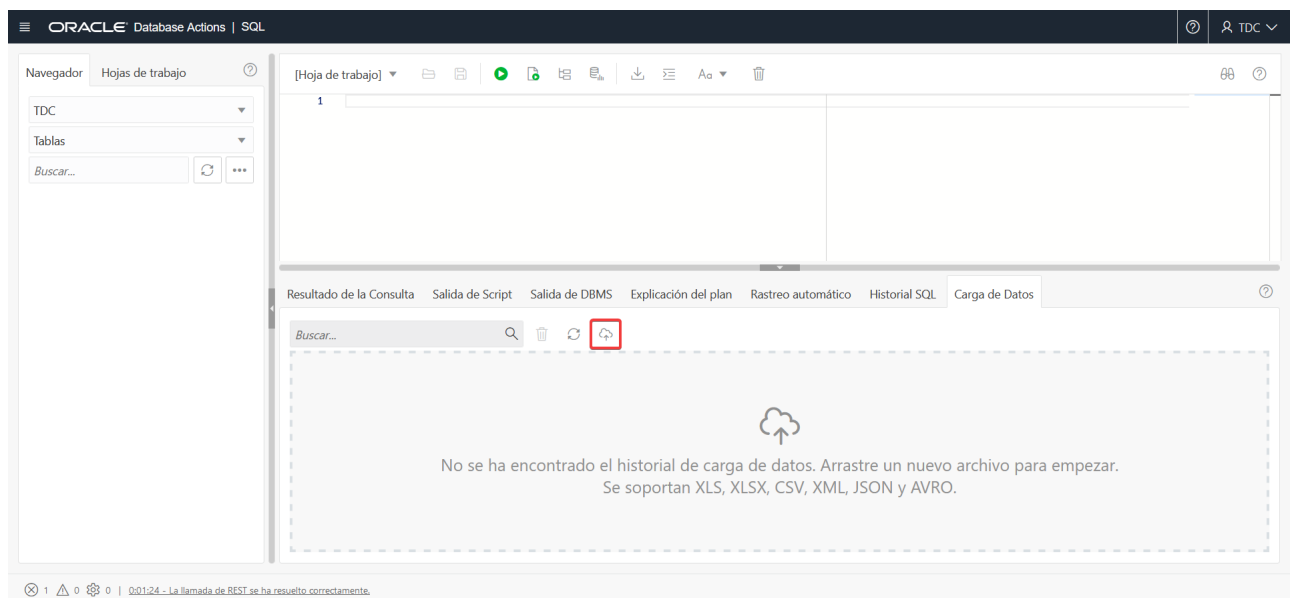 ORACLE Database Actions | SQL
TDC
Navegador Hojas de trabajo
[Hoja de trabajo] Aa
1
TDC
Tablas
Buscar...
Resultado de la Consulta Salida de Script Salida de DBMS Explicación del plan Rastreo automático Historial SQL Carga de Datos
Buscar...
No se ha encontrado el historial de carga de datos. Arrastre un nuevo archivo para empezar.
Se soportan XLS, XLSX, CSV, XML, JSON y AVRO.
1 0 0 | 0:01:24 - La llamada de REST se ha resuelto correctamente.